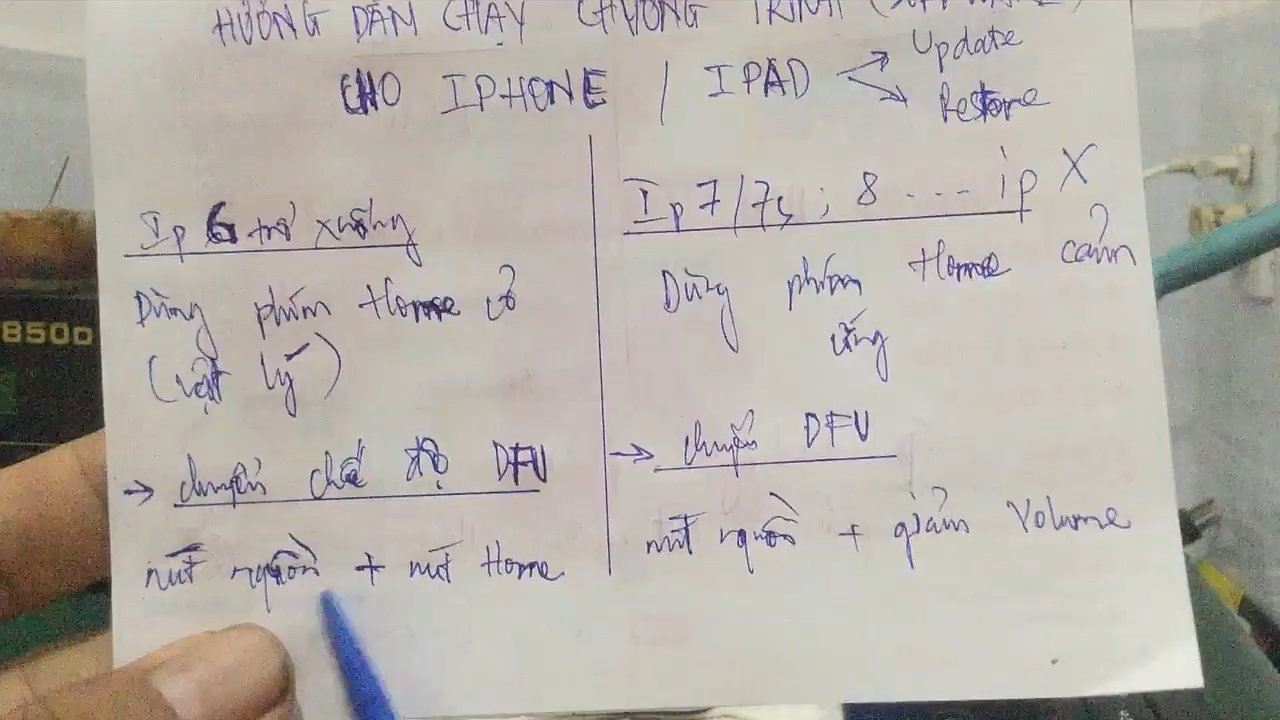 HƯỚNG DẪN CHẠY CHƯƠNG TRÌNH
CHO IPHONE / IPAD → Update
→ Restore
Ip 6 trở xuống
Dùng phím Home cơ
(vật lý)
→ chuyển chế độ DFU
nút nguồn + nút Home
Ip 7/7s ; 8 ---- ip X
Dùng phím Home cảm
ứng
→ chuyển DFU
nút nguồn + giảm Volume
850D